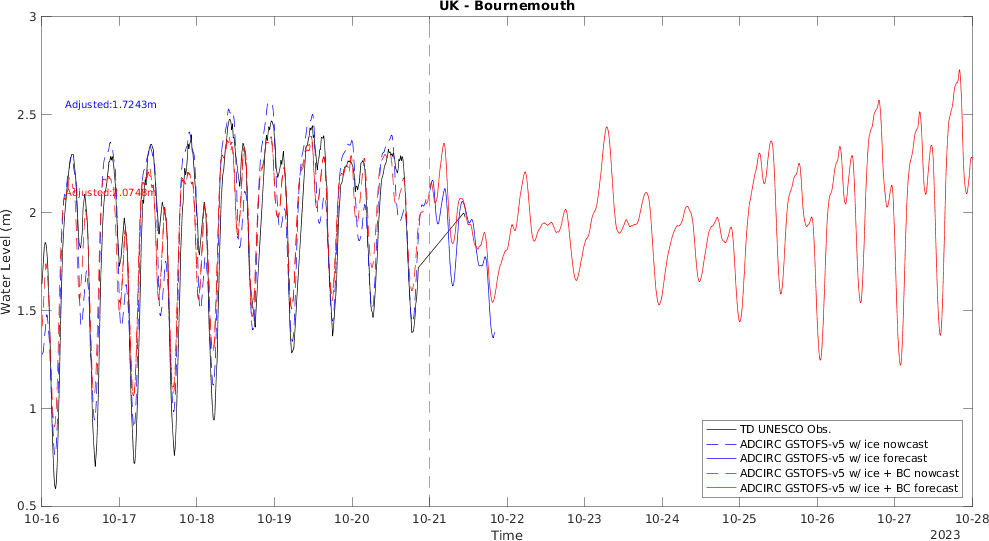 UK - Bournemouth
3
2.5
2
1.5
1
0.5
Water Level (m)
Adjusted:1.7243m
Adjusted:2.0748m
TD UNESCO Obs.
ADCIRC GSTOFS-v5 w/ ice nowcast
ADCIRC GSTOFS-v5 w/ ice forecast
ADCIRC GSTOFS-v5 w/ ice + BC nowcast
ADCIRC GSTOFS-v5 w/ ice + BC forecast
10-16 10-17 10-18 10-19 10-20 10-21 10-22 10-23 10-24 10-25 10-26 10-27 10-28
Time
2023